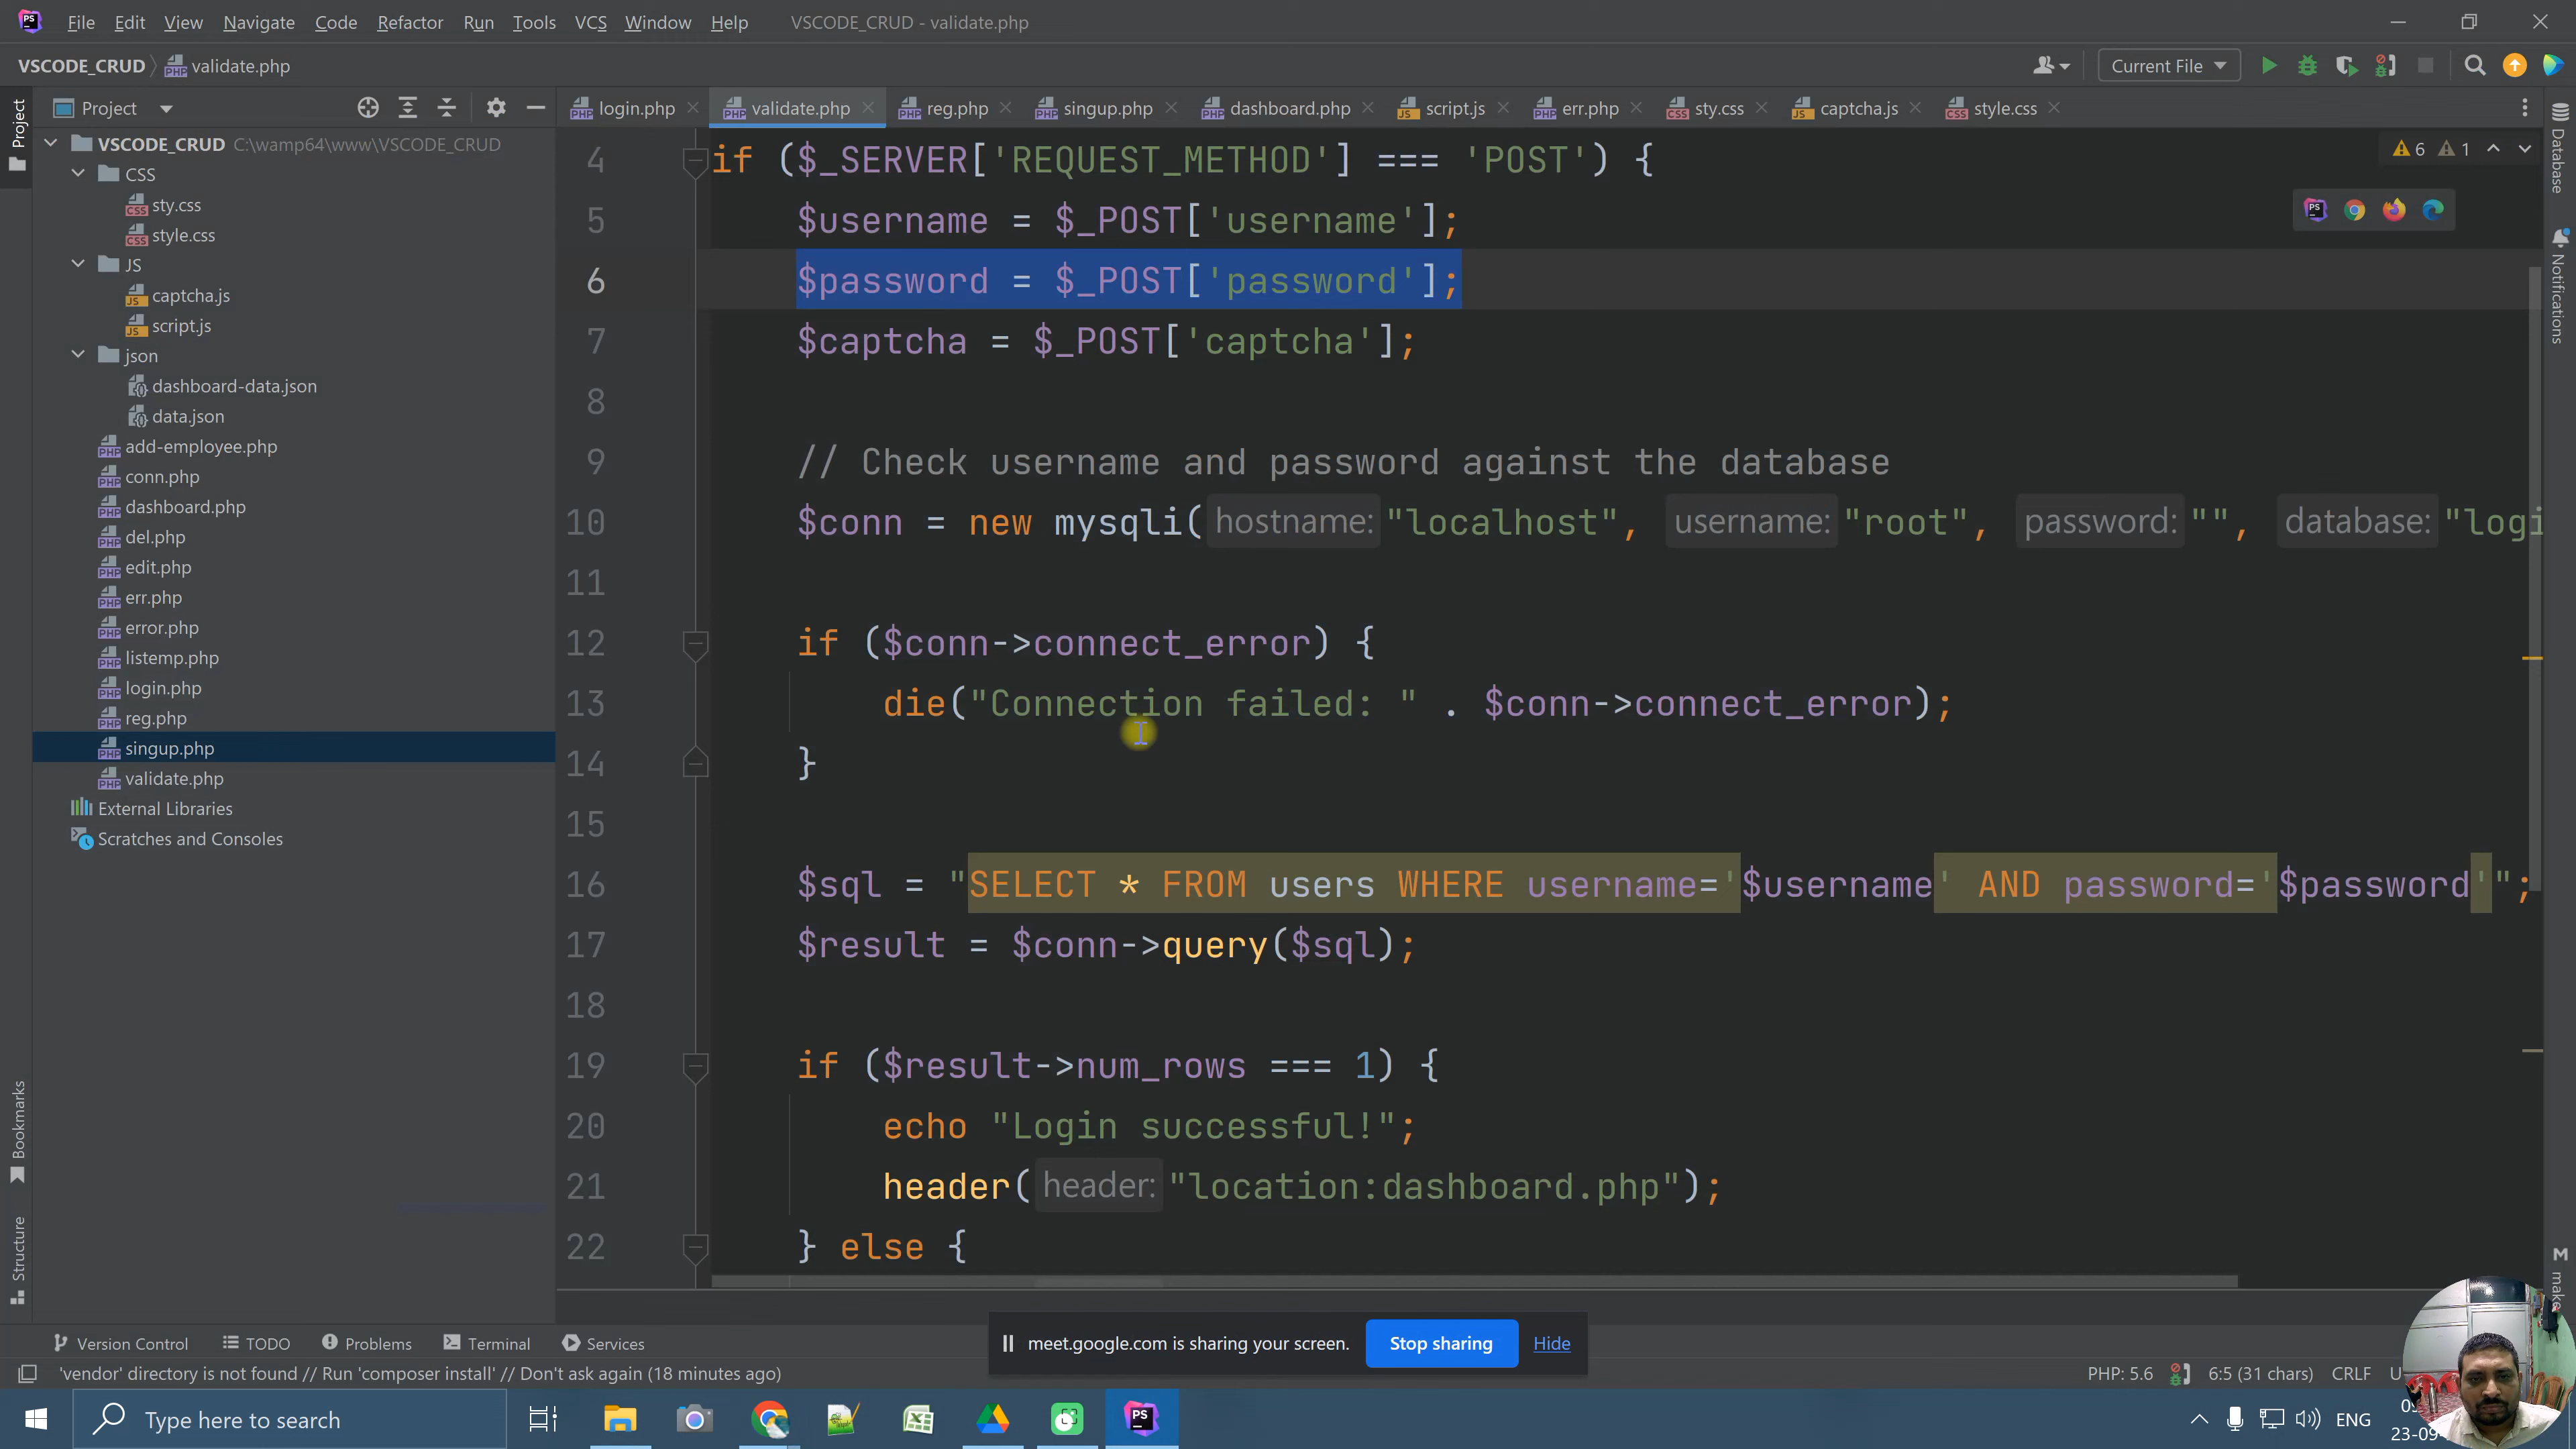 File Edit View Navigate Code Refactor Run Tools VCS Window Help VSCODE_CRUD - validate.php
VSCODE_CRUD validate.php Current File
Project
Project
login.php validate.php reg.php singup.php dashboard.php script.js err.php sty.css captcha.js style.css
VSCODE_CRUD C:\wamp64\www\VSCODE_CRUD
CSS
sty.css
style.css
JS
captcha.js
script.js
json
dashboard-data.json
data.json
add-employee.php
conn.php
dashboard.php
del.php
edit.php
err.php
error.php
listemp.php
login.php
reg.php
singup.php
validate.php
External Libraries
Scratches and Consoles
Bookmarks
Structure
6 1
4 if ($_SERVER['REQUEST_METHOD'] === 'POST') {
5 $username = $_POST['username'];
6 $password = $_POST['password'];
7 $captcha = $_POST['captcha'];
8
9 // Check username and password against the database
10 $conn = new mysqli( hostname: "localhost", username: "root", password: "", database: "logi
11
12 if ($conn->connect_error) {
13 die("Connection failed: " . $conn->connect_error);
14 }
15
16 $sql = "SELECT * FROM users WHERE username='$username' AND password='$password'";
17 $result = $conn->query($sql);
18
19 if ($result->num_rows === 1) {
20 echo "Login successful!";
21 header( header: "location:dashboard.php");
22 } else {
Database
Notifications
make
Version Control TODO Problems Terminal Services
meet.google.com is sharing your screen. Stop sharing Hide
'vendor' directory is not found // Run 'composer install' // Don't ask again (18 minutes ago)
PHP: 5.6 6:5 (31 chars) CRLF
Type here to search
ENG